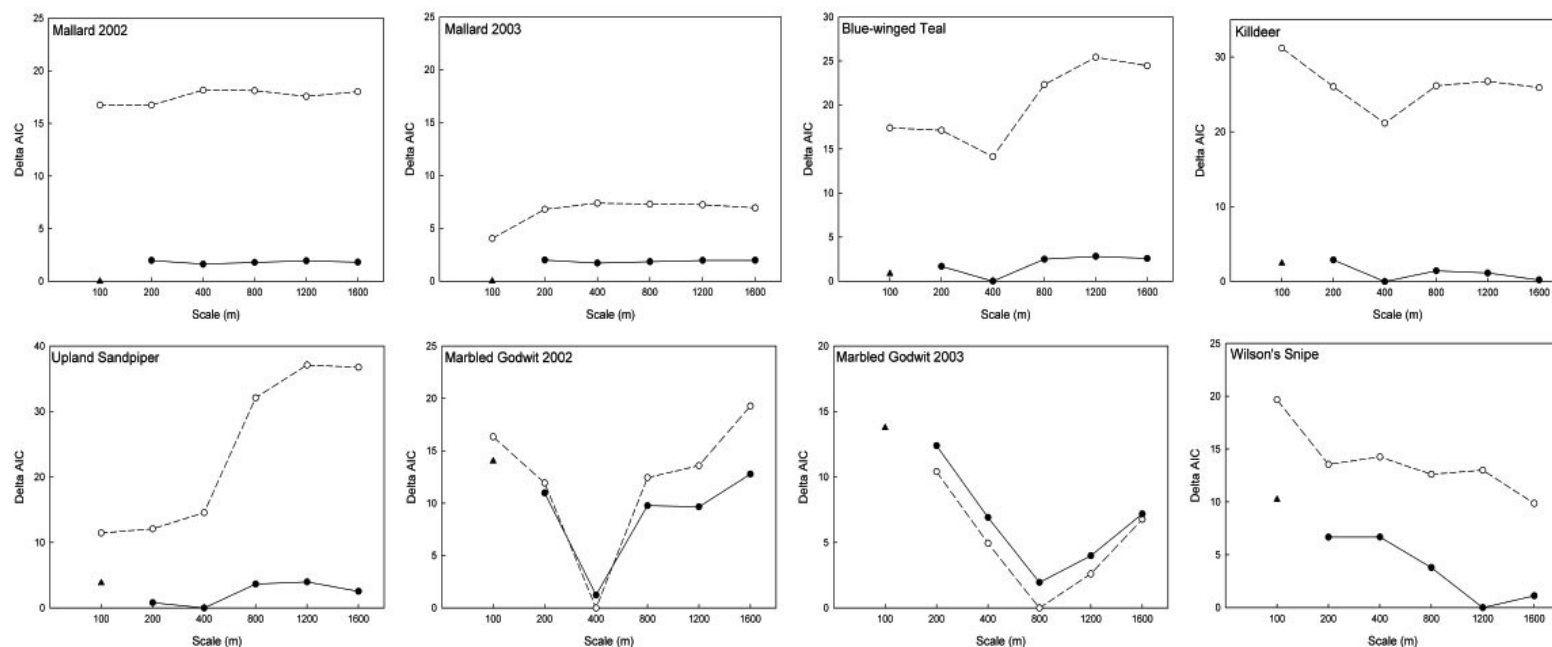 Mallard 2002
25
20
15
10
5
0
Delta AIC
100 200 400 800 1200 1600
Scale (m)
Mallard 2003
25
20
15
10
5
0
Delta AIC
100 200 400 800 1200 1600
Scale (m)
Blue-winged Teal
30
25
20
15
10
5
0
Delta AIC
100 200 400 800 1200 1600
Scale (m)
Killdeer
30
20
10
0
Delta AIC
100 200 400 800 1200 1600
Scale (m)
Upland Sandpiper
40
30
20
10
0
Delta AIC
100 200 400 800 1200 1600
Scale (m)
Marbled Godwit 2002
25
20
15
10
5
0
Delta AIC
100 200 400 800 1200 1600
Scale (m)
Marbled Godwit 2003
20
15
10
5
0
Delta AIC
100 200 400 800 1200 1600
Scale (m)
Wilson's Snipe
25
20
15
10
5
0
Delta AIC
100 200 400 800 1200 1600
Scale (m)